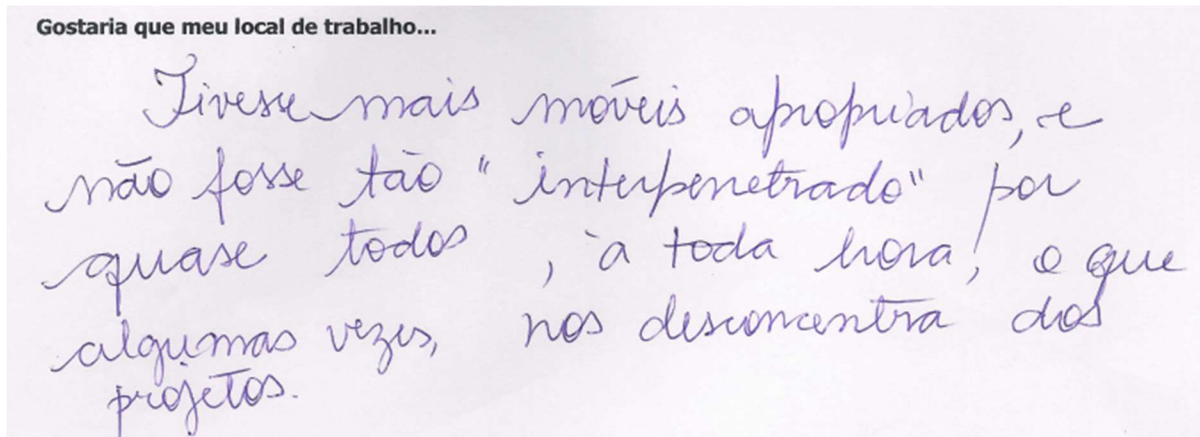 Gostaria que meu local de trabalho...
Tivesse mais móveis apropriados, e
não fosse tão "interpenetrado" por
quase todos, à toda hora! o que
algumas vezes, nos desconcentra dos
projetos.